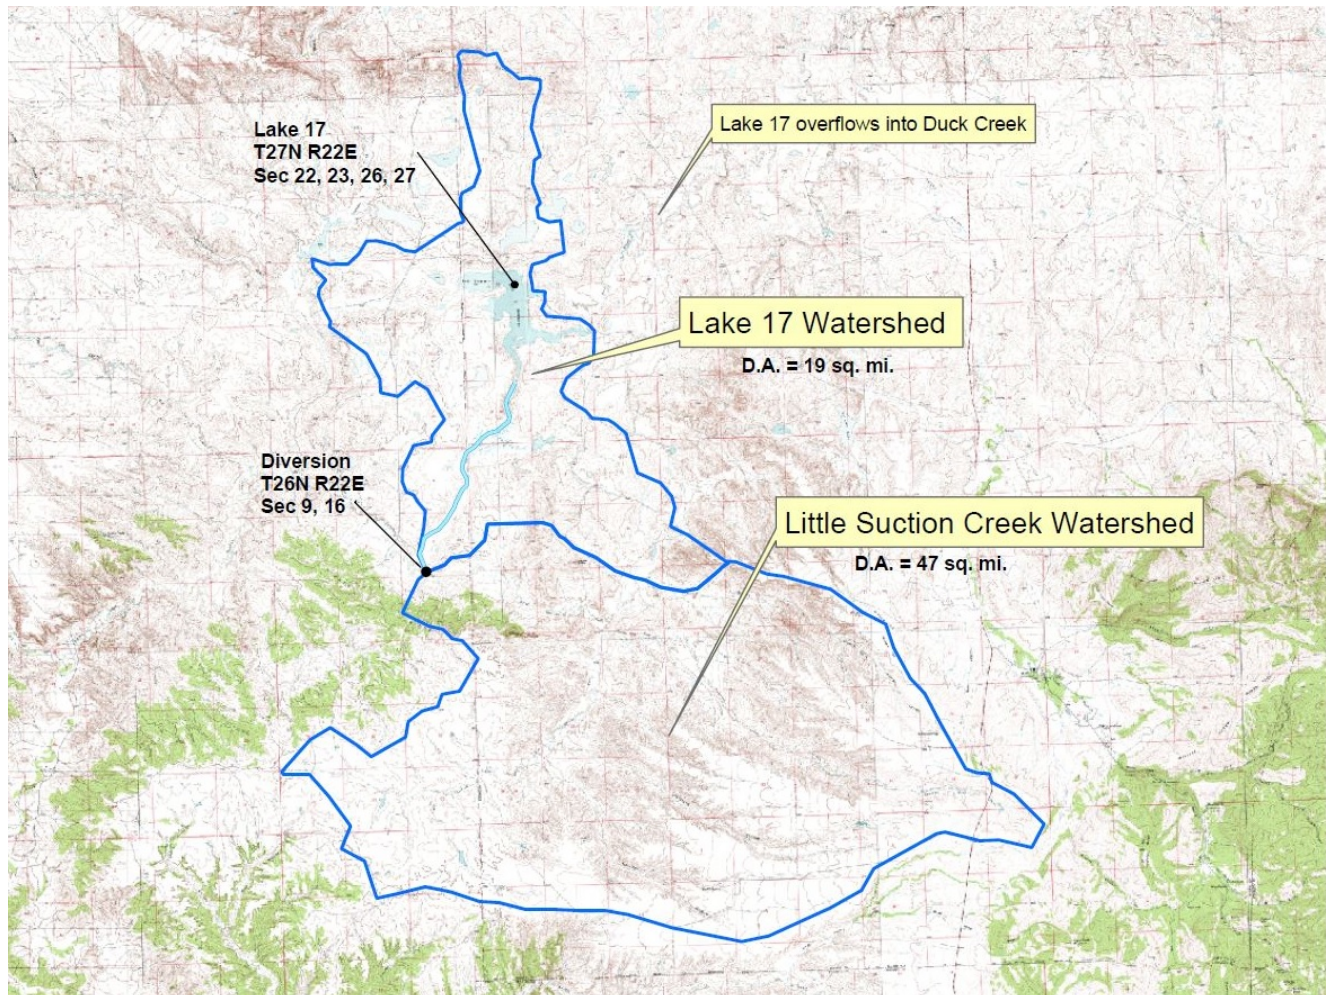 Lake 17
T27N R22E
Sec 22, 23, 26, 27
Lake 17 overflows into Duck Creek
Lake 17 Watershed
D.A. = 19 sq. mi.
Diversion
T26N R22E
Sec 9, 16
Little Suction Creek Watershed
D.A. = 47 sq. mi.